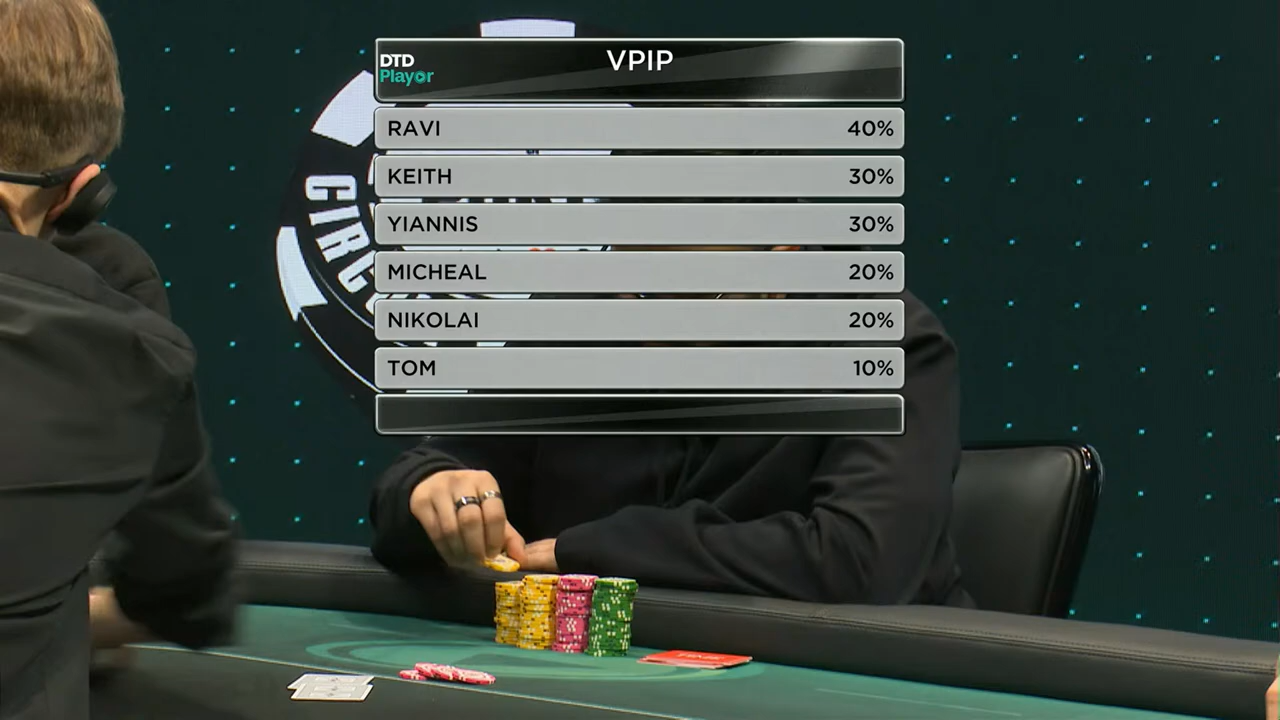 DTD
Player
VPIP
RAVI 40%
KEITH 30%
YIANNIS 30%
MICHEAL 20%
NIKOLAI 20%
TOM 10%